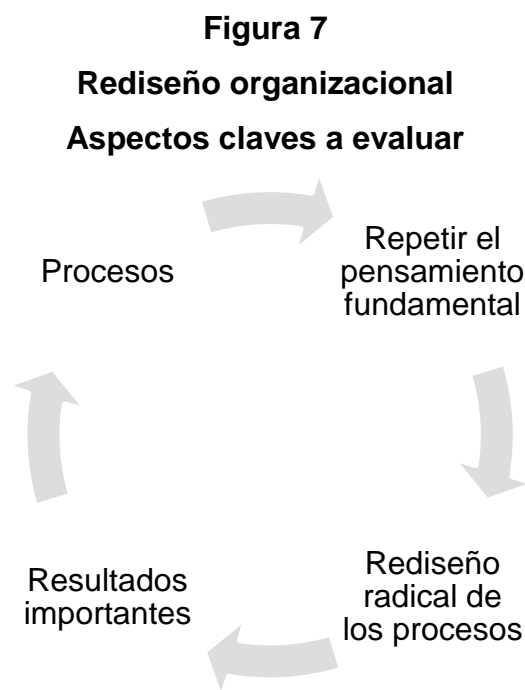 Figura 7
Rediseño organizacional
Aspectos claves a evaluar
Procesos
Repetir el
pensamiento
fundamental
Rediseño
radical de
los procesos
Resultados
importantes